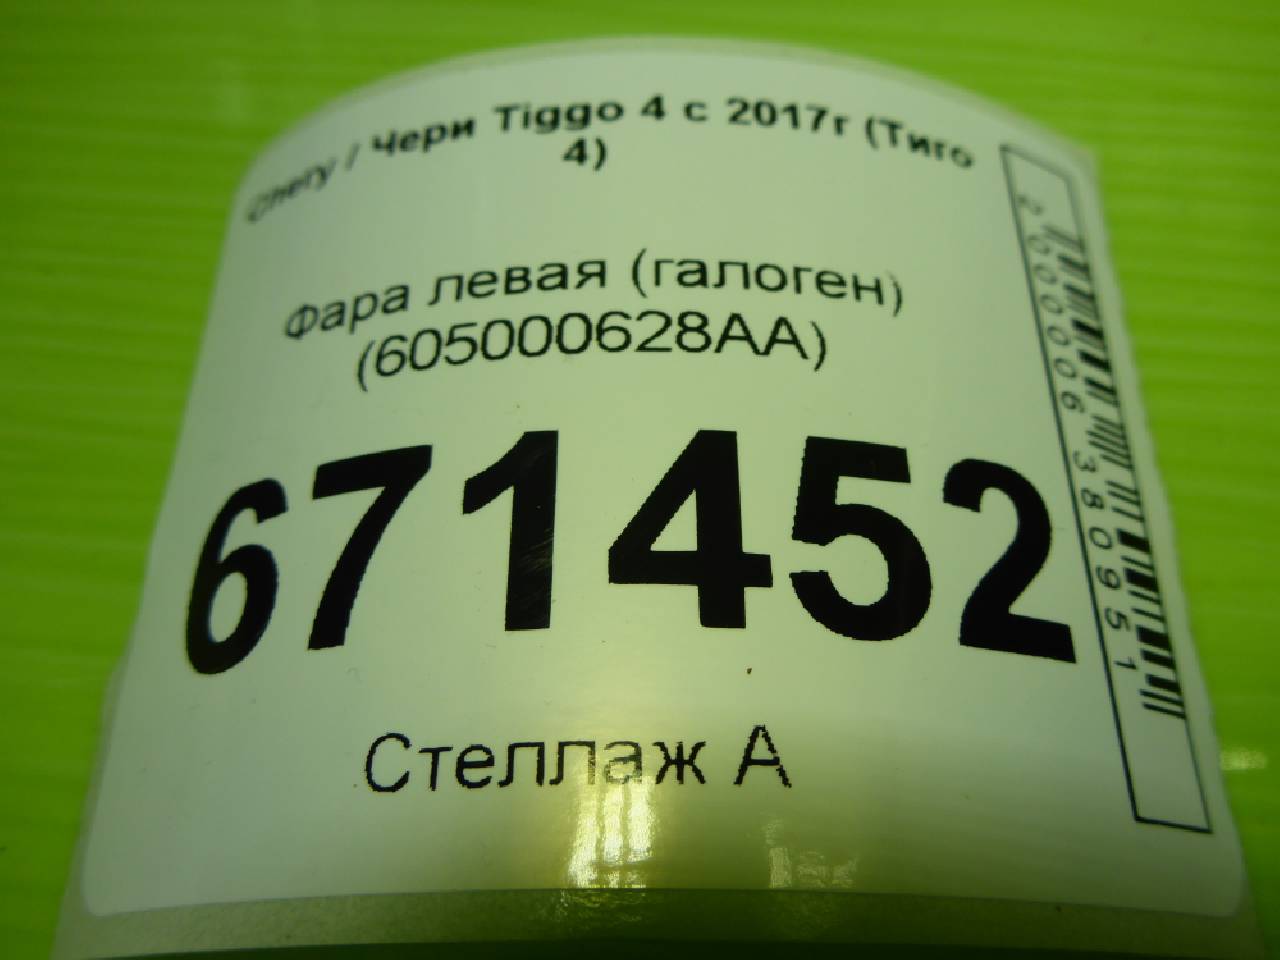 Chery / Чери Tiggo 4 с 2017г (Тиго
4)
Фара левая (галоген)
(605000628AA)
671452
Стеллаж А
2000006380951